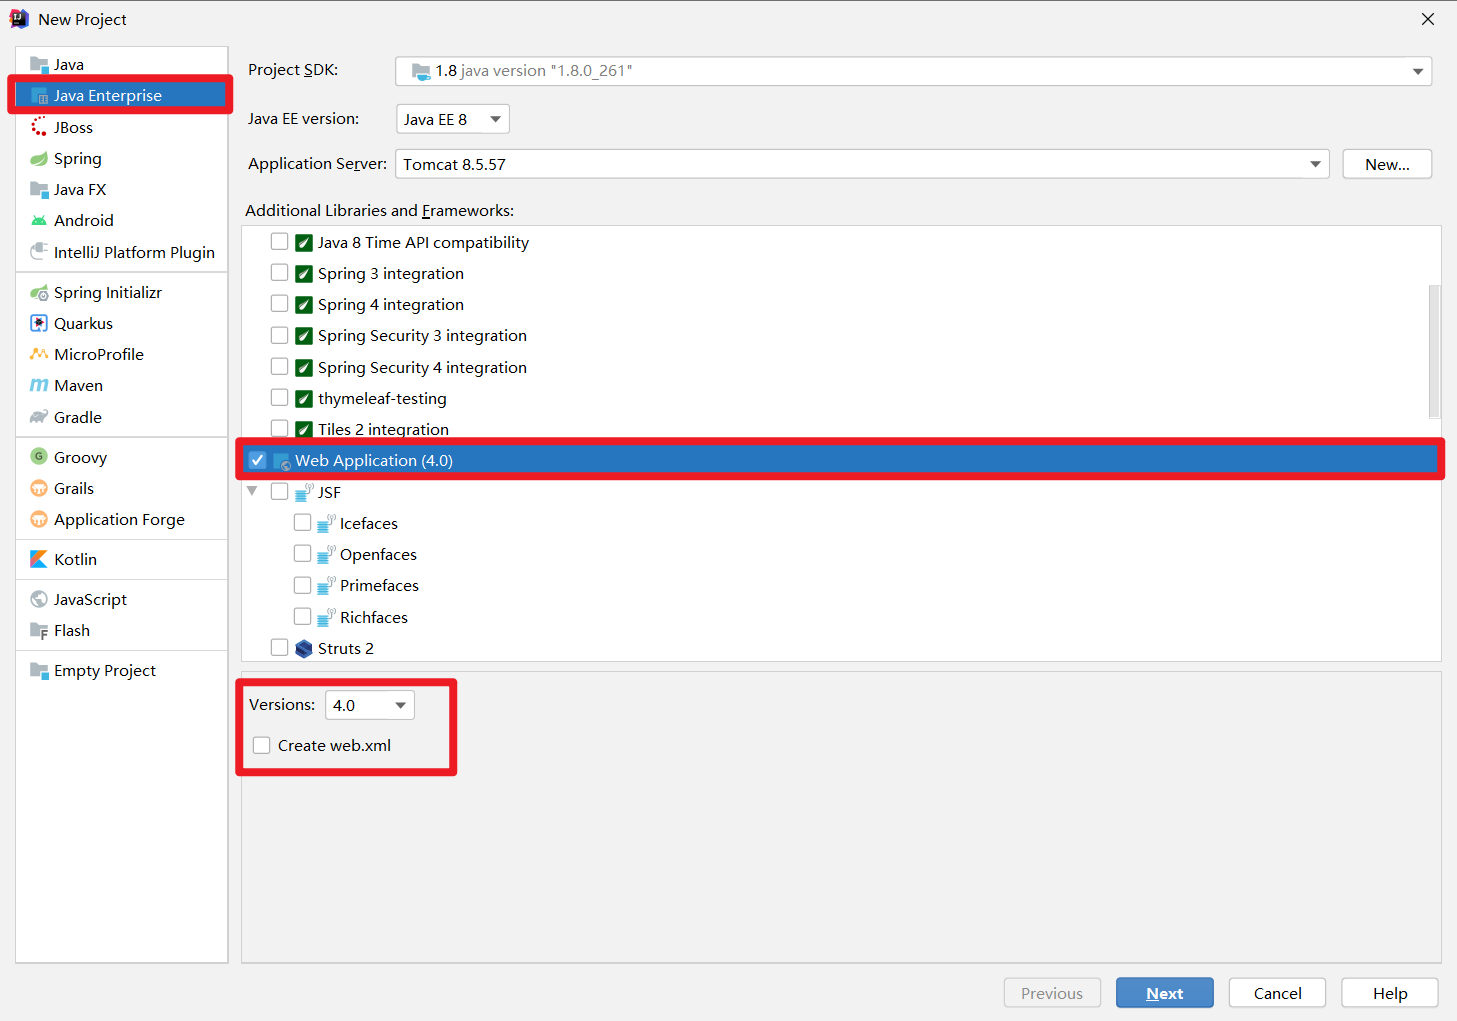 New Project
Java
Java Enterprise
JBoss
Spring
Java FX
Android
IntelliJ Platform Plugin
Spring Initializr
Quarkus
MicroProfile
Maven
Gradle
Groovy
Grails
Application Forge
Kotlin
JavaScript
Flash
Empty Project
Project SDK: 1.8 java version "1.8.0_261"
Java EE version: Java EE 8
Application Server: Tomcat 8.5.57 New...
Additional Libraries and Frameworks:
Java 8 Time API compatibility
Spring 3 integration
Spring 4 integration
Spring Security 3 integration
Spring Security 4 integration
thymeleaf-testing
Tiles 2 integration
Web Application (4.0)
JSF
Icefaces
Openfaces
Primefaces
Richfaces
Struts 2
Versions: 4.0
Create web.xml
Previous Next Cancel Help